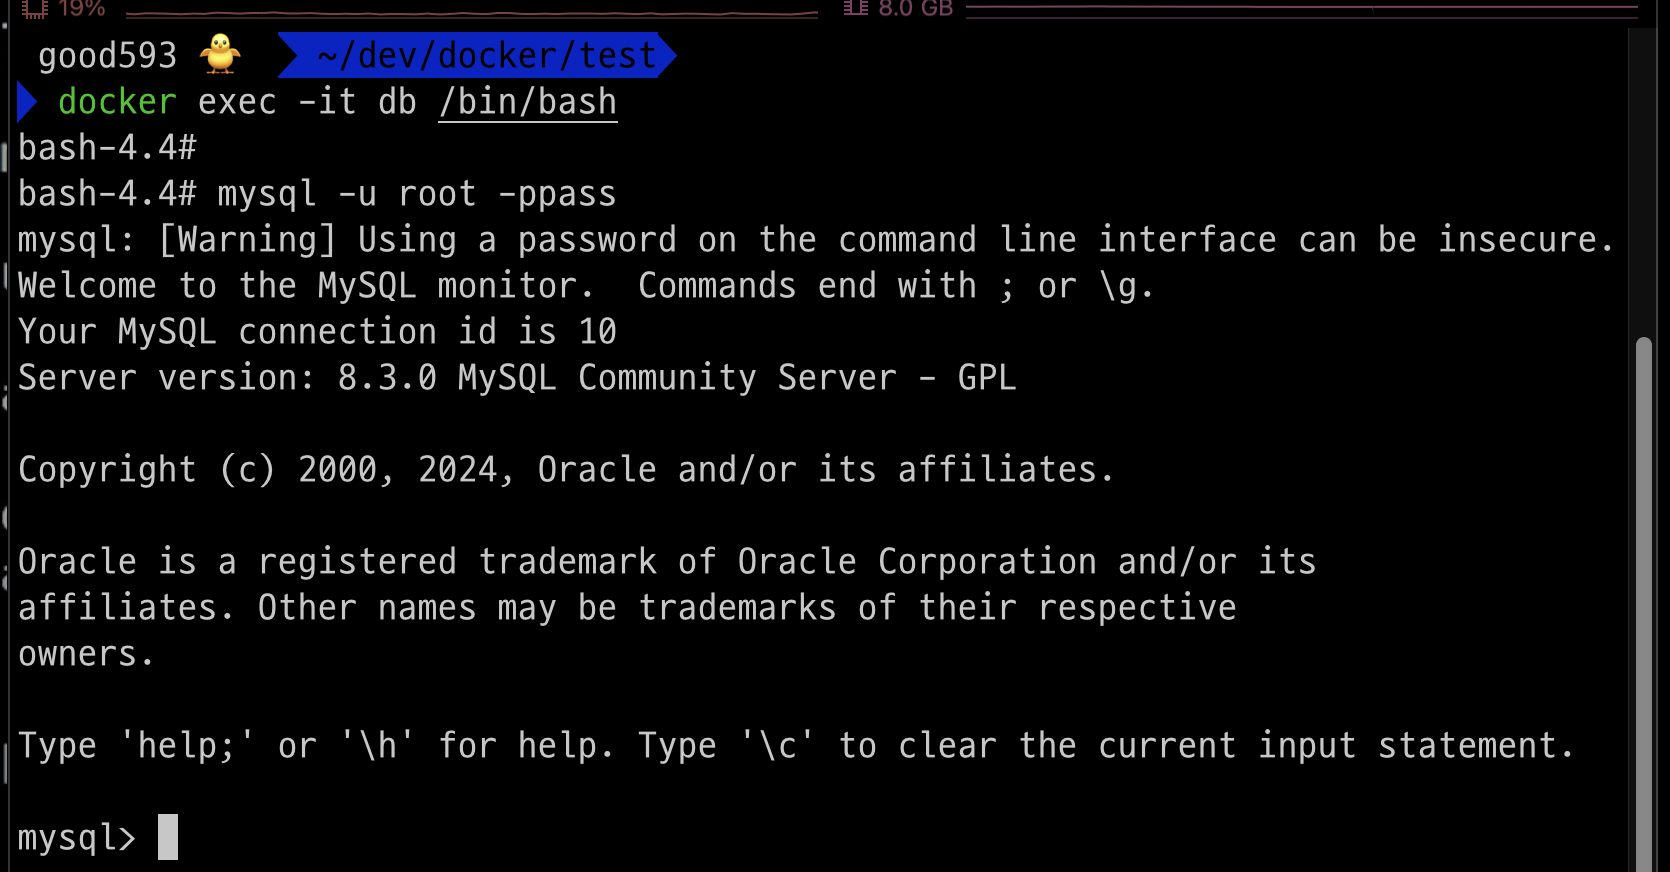 19% 8.0 GB
good593 🐥 ~/dev/docker/test
docker exec -it db /bin/bash
bash-4.4#
bash-4.4# mysql -u root -ppass
mysql: [Warning] Using a password on the command line interface can be insecure.
Welcome to the MySQL monitor.  Commands end with ; or \g.
Your MySQL connection id is 10
Server version: 8.3.0 MySQL Community Server - GPL
Copyright (c) 2000, 2024, Oracle and/or its affiliates.
Oracle is a registered trademark of Oracle Corporation and/or its
affiliates. Other names may be trademarks of their respective
owners.
Type 'help;' or '\h' for help. Type '\c' to clear the current input statement.
mysql>